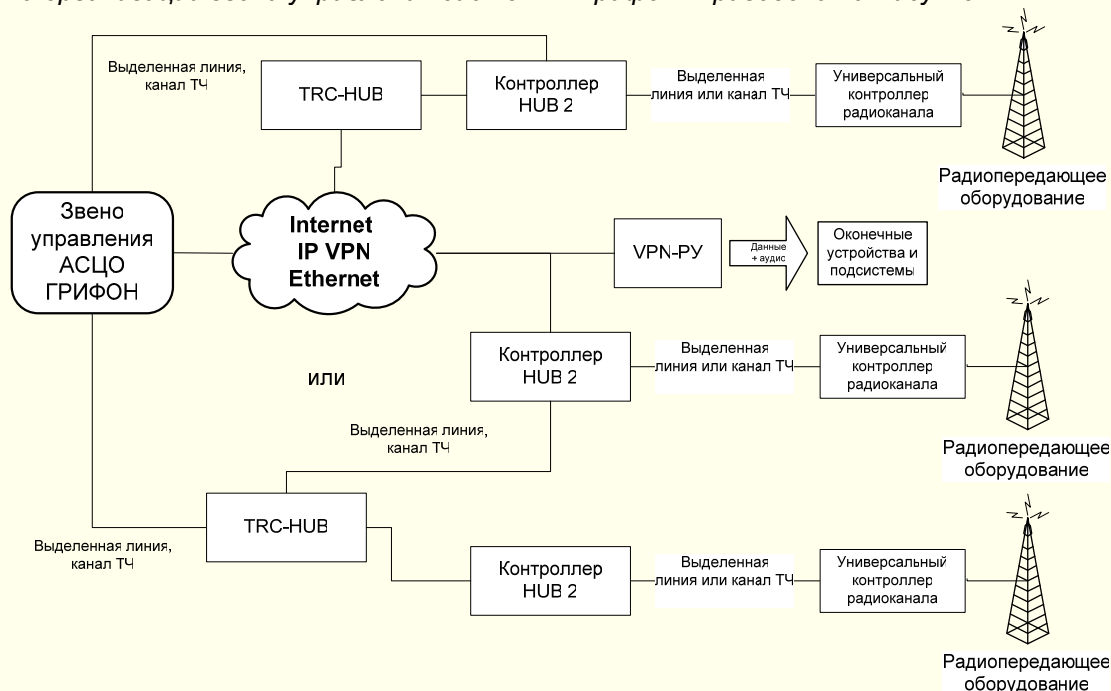 Выделенная линия,
канал ТЧ
TRC-HUB
Контроллер
HUB 2
Выделенная
линия или канал ТЧ
Универсальный
контроллер
радиоканала
Радиопередающее
оборудование
Звено
управления
АСЦО
ГРИФОН
Internet
IP VPN
Ethernet
VPN-РУ
Данные
+ аудио
Оконечные
устройства и
подсистемы
Контроллер
HUB 2
Выделенная
линия или канал ТЧ
Универсальный
контроллер
радиоканала
Радиопередающее
оборудование
или
Выделенная линия,
канал ТЧ
TRC-HUB
Выделенная линия,
канал ТЧ
Контроллер
HUB 2
Выделенная
линия или канал ТЧ
Универсальный
контроллер
радиоканала
Радиопередающее
оборудование